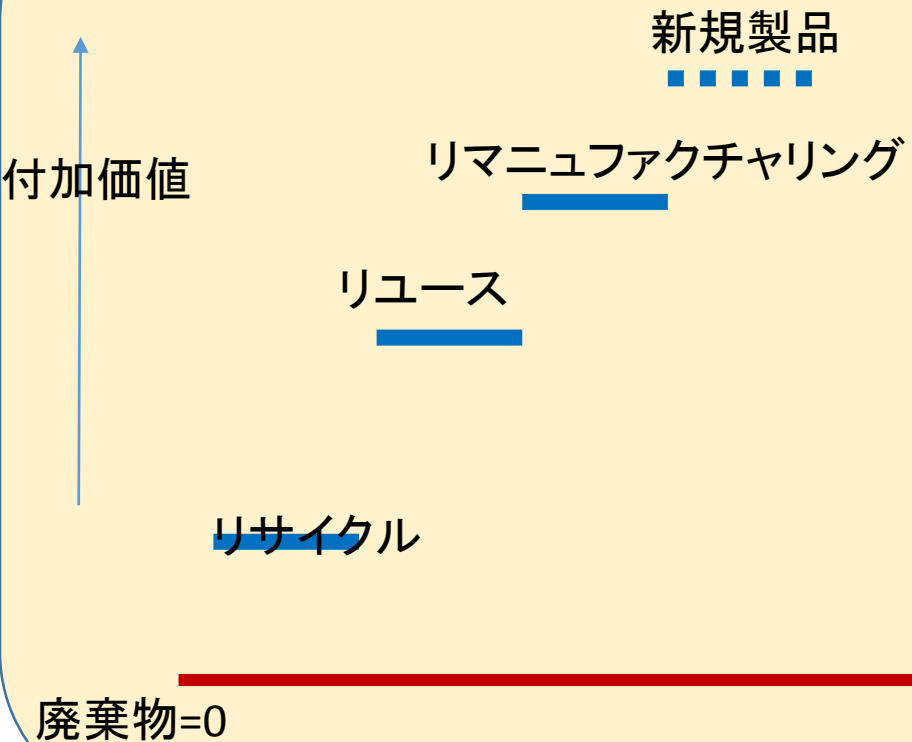 新規製品
リマニュファクチャリング
付加価値
リユース
リサイクル
廃棄物=0